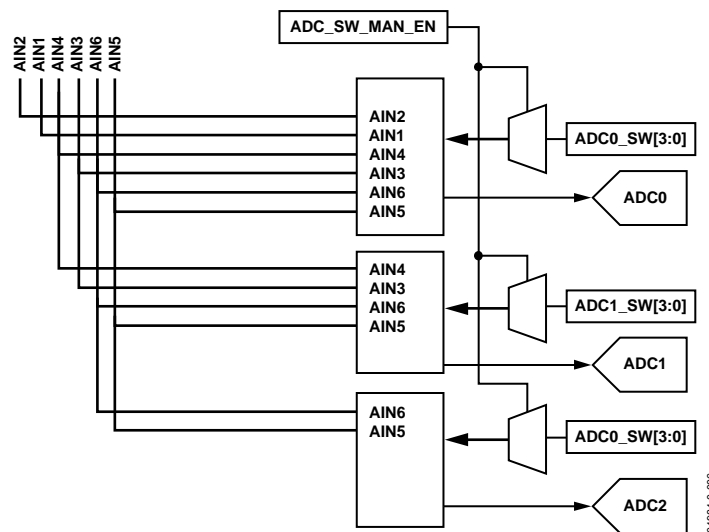 ADC_SW_MAN_EN
AIN2
AIN1
AIN4
AIN3
AIN6
AIN5
AIN2
AIN1
AIN4
AIN3
AIN6
AIN5
ADC0_SW[3:0]
ADC0
AIN4
AIN3
AIN6
AIN5
ADC1_SW[3:0]
ADC1
AIN6
AIN5
ADC0_SW[3:0]
ADC2